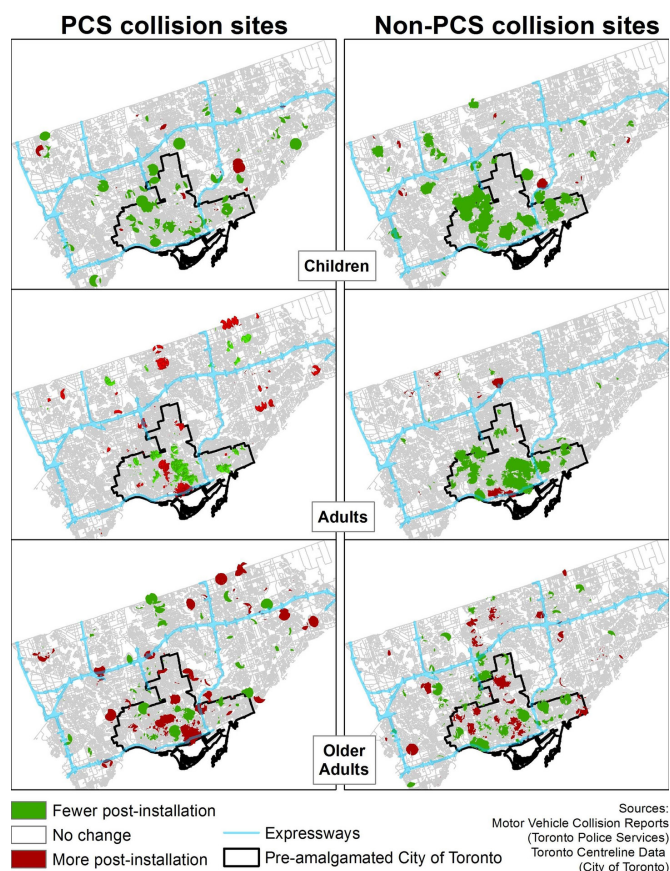 PCS collision sites
Non-PCS collision sites
Children
Adults
Older
Adults
Fewer post-installation
No change
More post-installation
Expressways
Pre-amalgamated City of Toronto
Sources:
Motor Vehicle Collision Reports
(Toronto Police Services)
Toronto Centreline Data
(City of Toronto)